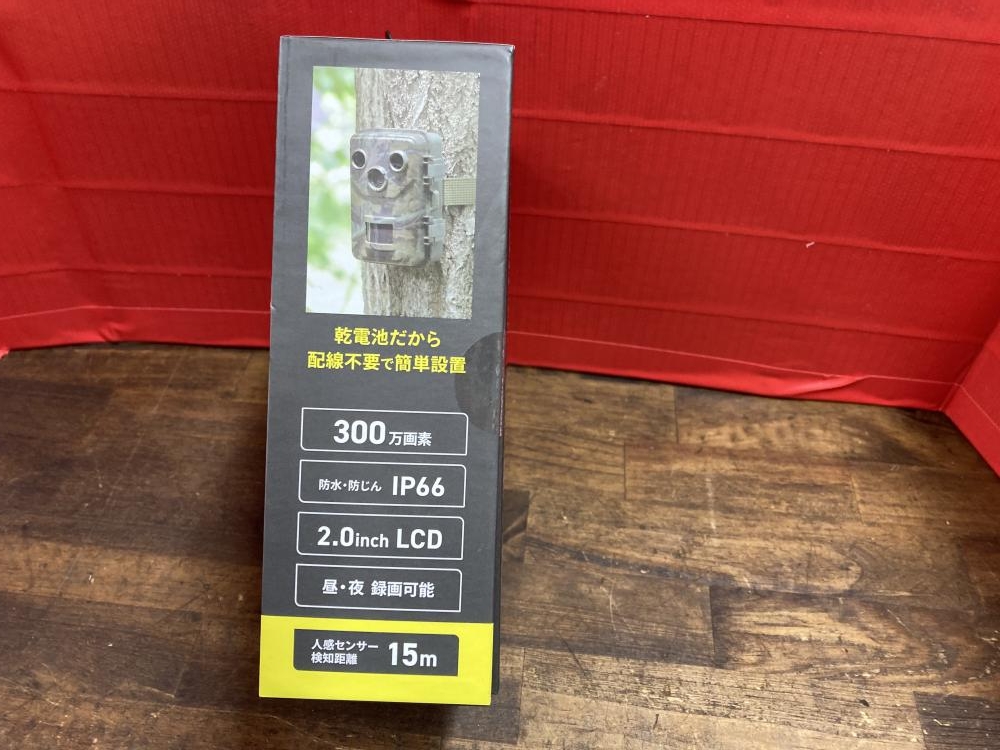 乾電池だから
配線不要で簡単設置
300万画素
防水・防じん IP66
2.0inch LCD
昼・夜 録画可能
人感センサー
検知距離 15m